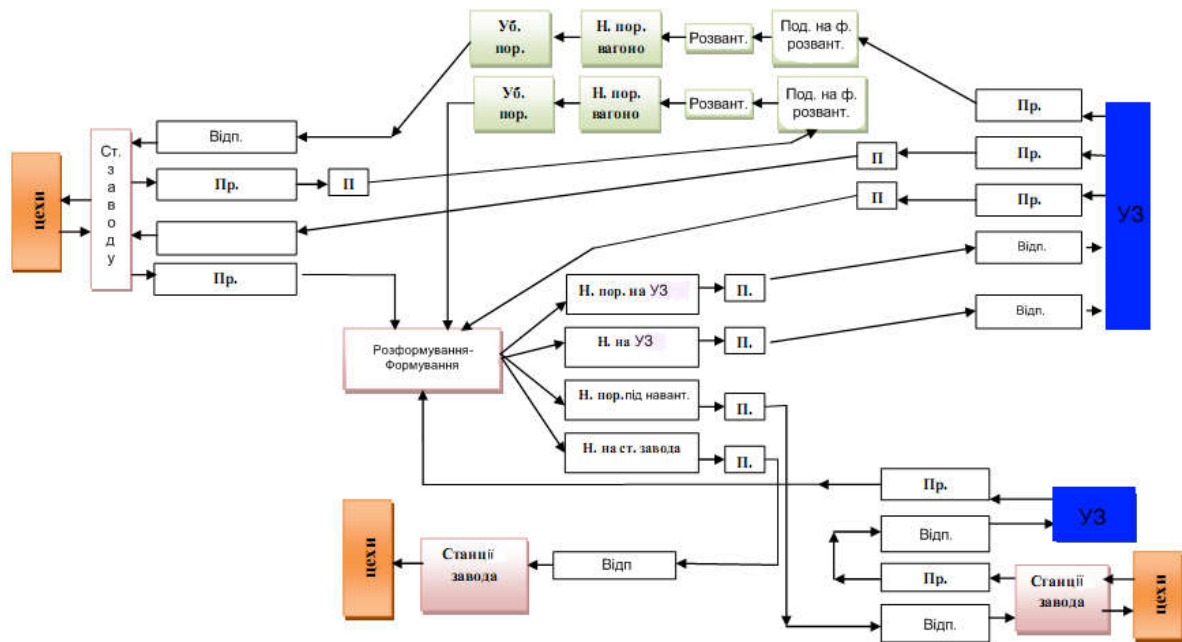 Уб.
пор.
Н. пор.
вагоно
Розвант.
Под. на ф.
розвант.
Уб.
пор.
Н. пор.
вагоно
Розвант.
Под. на ф.
розвант.
Пр.
Відп.
Пр.
П
П
Пр.
П
Пр.
Пр.
цехи
Ст.
з
а
в
о
д
у
УЗ
Відп.
Відп.
Н. пор. на УЗ
П.
Н. на УЗ
П.
Розформування-
Формування
Н. пор. під навант.
П.
Н. на ст. завода
П.
Пр.
УЗ
Відп.
цехи
Станції
завода
Відп
Пр.
Станції
завода
цехи
Відп.